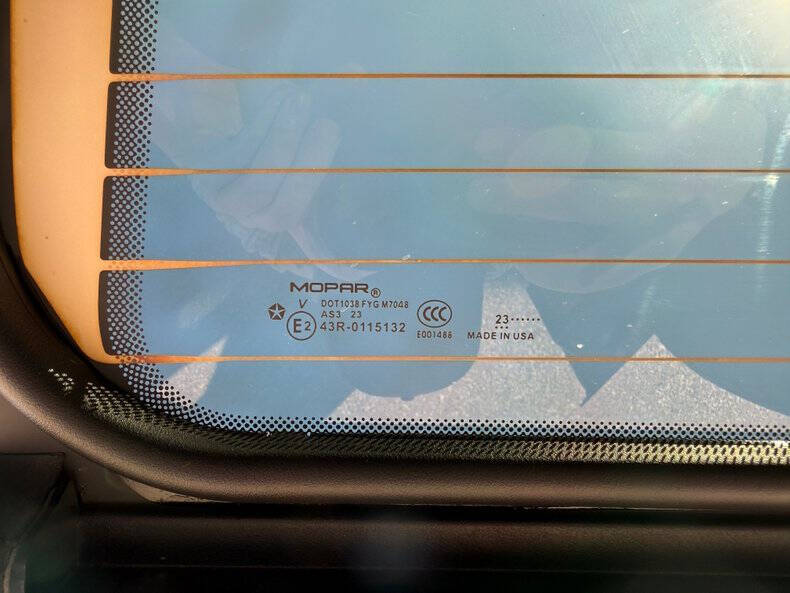 MOPAR®
V DOT1038 FYG M7048
AS3 23
E2 43R-0115132
CCC
E001488
23......
...
MADE IN USA